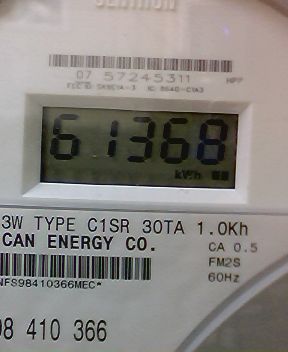 CENTRON
07 57245311
61368
kWh
3W TYPE C1SR 30TA 1.0Kh
CAN ENERGY CO.
CA 0.5
FM2S
60Hz
NFS98410366MEC*
98 410 366